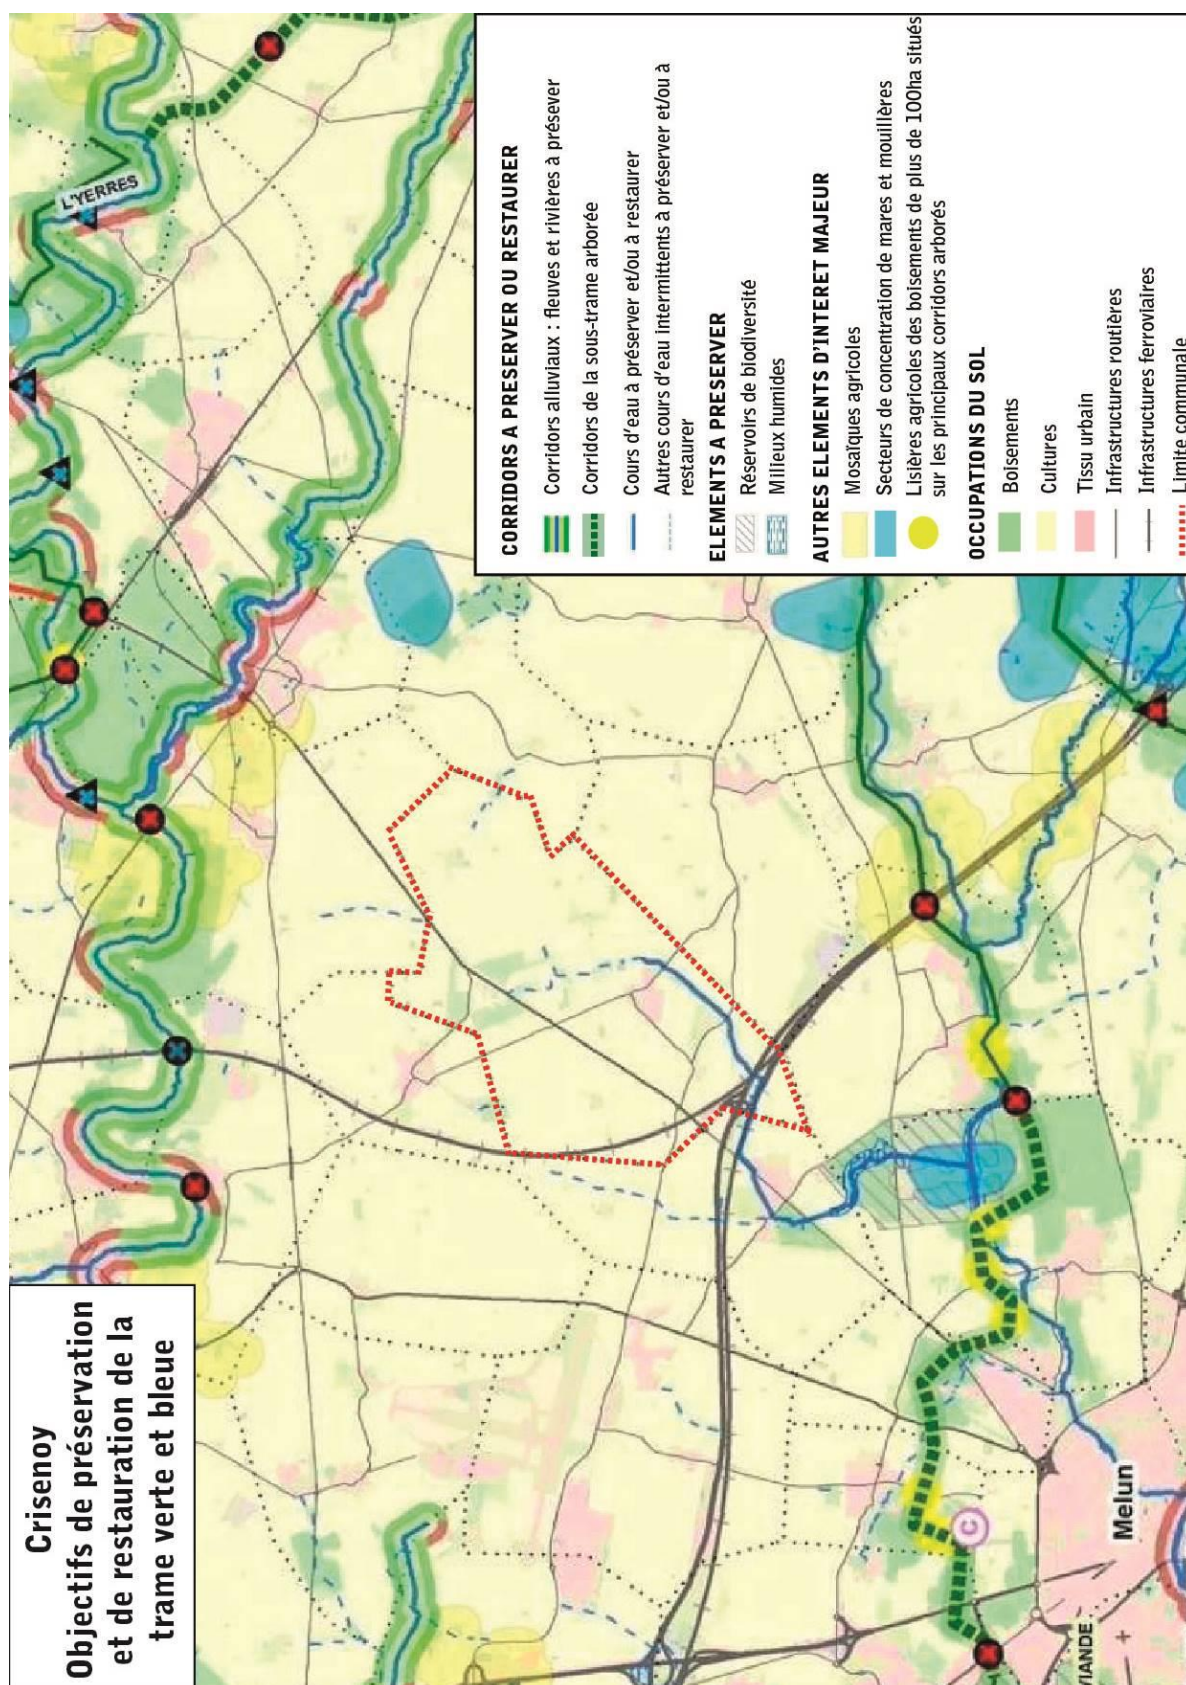 Crisenoy
Objectifs de préservation
et de restauration de la
trame verte et bleue
L'YERRES
Melun
VIANDE
C
CORRIDORS A PRESERVER OU RESTAURER
Corridors alluviaux : fleuves et rivières à présever
Corridors de la sous-trame arborée
Cours d'eau à préserver et/ou à restaurer
Autres cours d'eau intermittents à préserver et/ou à
restaurer
ELEMENTS A PRESERVER
Réservoirs de biodiversité
Milieux humides
AUTRES ELEMENTS D'INTERET MAJEUR
Mosaïques agricoles
Secteurs de concentration de mares et mouillères
Lisières agricoles des boisements de plus de 100ha situés
sur les principaux corridors arborés
OCCUPATIONS DU SOL
Boisements
Cultures
Tissu urbain
Infrastructures routières
Infrastructures ferroviaires
Limite communale